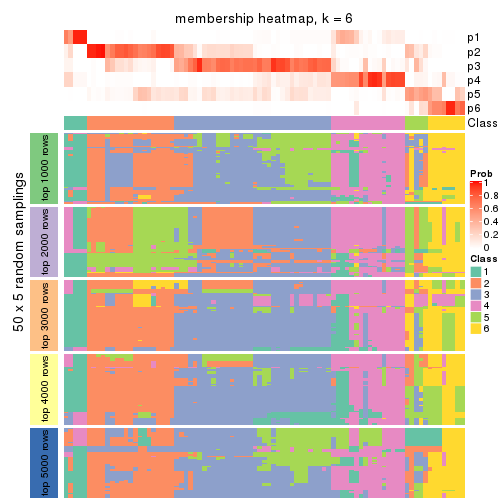 membership heatmap, k = 6
p1
p2
p3
p4
p5
p6
Class
50 x 5 random samplings
top 1000 rows
top 2000 rows
top 3000 rows
top 4000 rows
top 5000 rows
Prob
1
0.8
0.6
0.4
0.2
0
Class
1
2
3
4
5
6